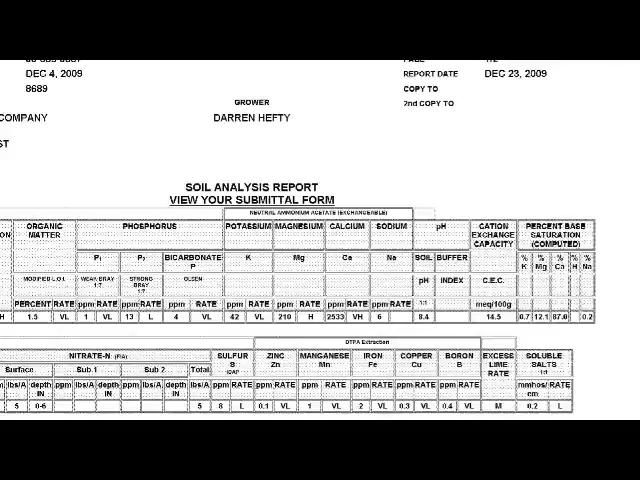 PAGE 1/2
DEC 4, 2009 REPORT DATE DEC 23, 2009
8689 COPY TO
GROWER 2nd COPY TO
COMPANY DARREN HEFTY
ST
SOIL ANALYSIS REPORT
VIEW YOUR SUBMITTAL FORM
NEUTRAL AMMONIUM ACETATE (EXCHANGEABLE)
ON ORGANIC MATTER PHOSPHORUS POTASSIUM MAGNESIUM CALCIUM SODIUM pH CATION EXCHANGE CAPACITY PERCENT BASE SATURATION (COMPUTED)
P1 P2 BICARBONATE P K Mg Ca Na SOIL BUFFER % K % Mg % Ca % H % Na
MODIFIED L.O.I. WEAK BRAY 1:7 STRONG BRAY 1:7 OLSEN pH INDEX C.E.C.
PERCENT RATE ppm RATE ppm RATE ppm RATE ppm RATE ppm RATE ppm RATE ppm RATE 1:1 meq/100g
H 1.5 VL 1 VL 13 L 4 VL 42 VL 210 H 2533 VH 6 8.4 14.5 0.7 12.1 87.0 0.2
DTPA Extraction
NITRATE-N (FIA) SULFUR S ICAP ZINC Zn MANGANESE Mn IRON Fe COPPER Cu BORON B EXCESS LIME RATE SOLUBLE SALTS 1:1
Surface Sub 1 Sub 2 Total
lbs/A depth IN ppm lbs/A depth IN ppm lbs/A depth IN lbs/A ppm RATE ppm RATE ppm RATE ppm RATE ppm RATE ppm RATE mmhos/cm RATE
5 0-6 5 8 L 0.1 VL 1 VL 2 VL 0.3 VL 0.4 VL M 0.2 L